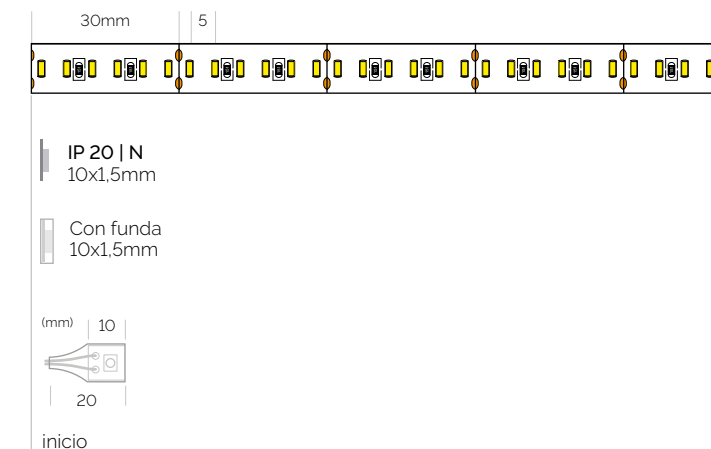 30mm 5
IP 20 | N
10x1,5mm
Con funda
10x1,5mm
(mm) 10
20
inicio